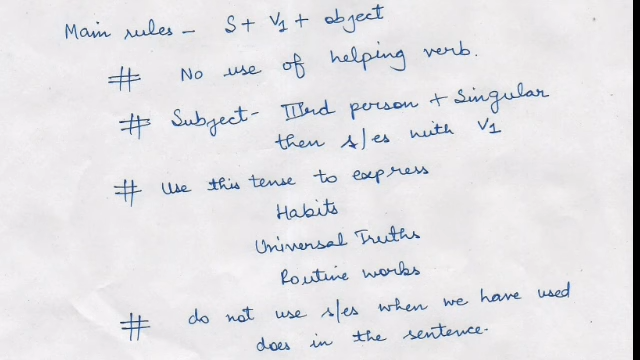 Main rules - S + V1 + object
# No use of helping verb.
# Subject - IIIrd person + Singular
then s/es with V1
# Use this tense to express
Habits
Universal Truths
Routine works
# do not use s/es when we have used
does in the sentence.